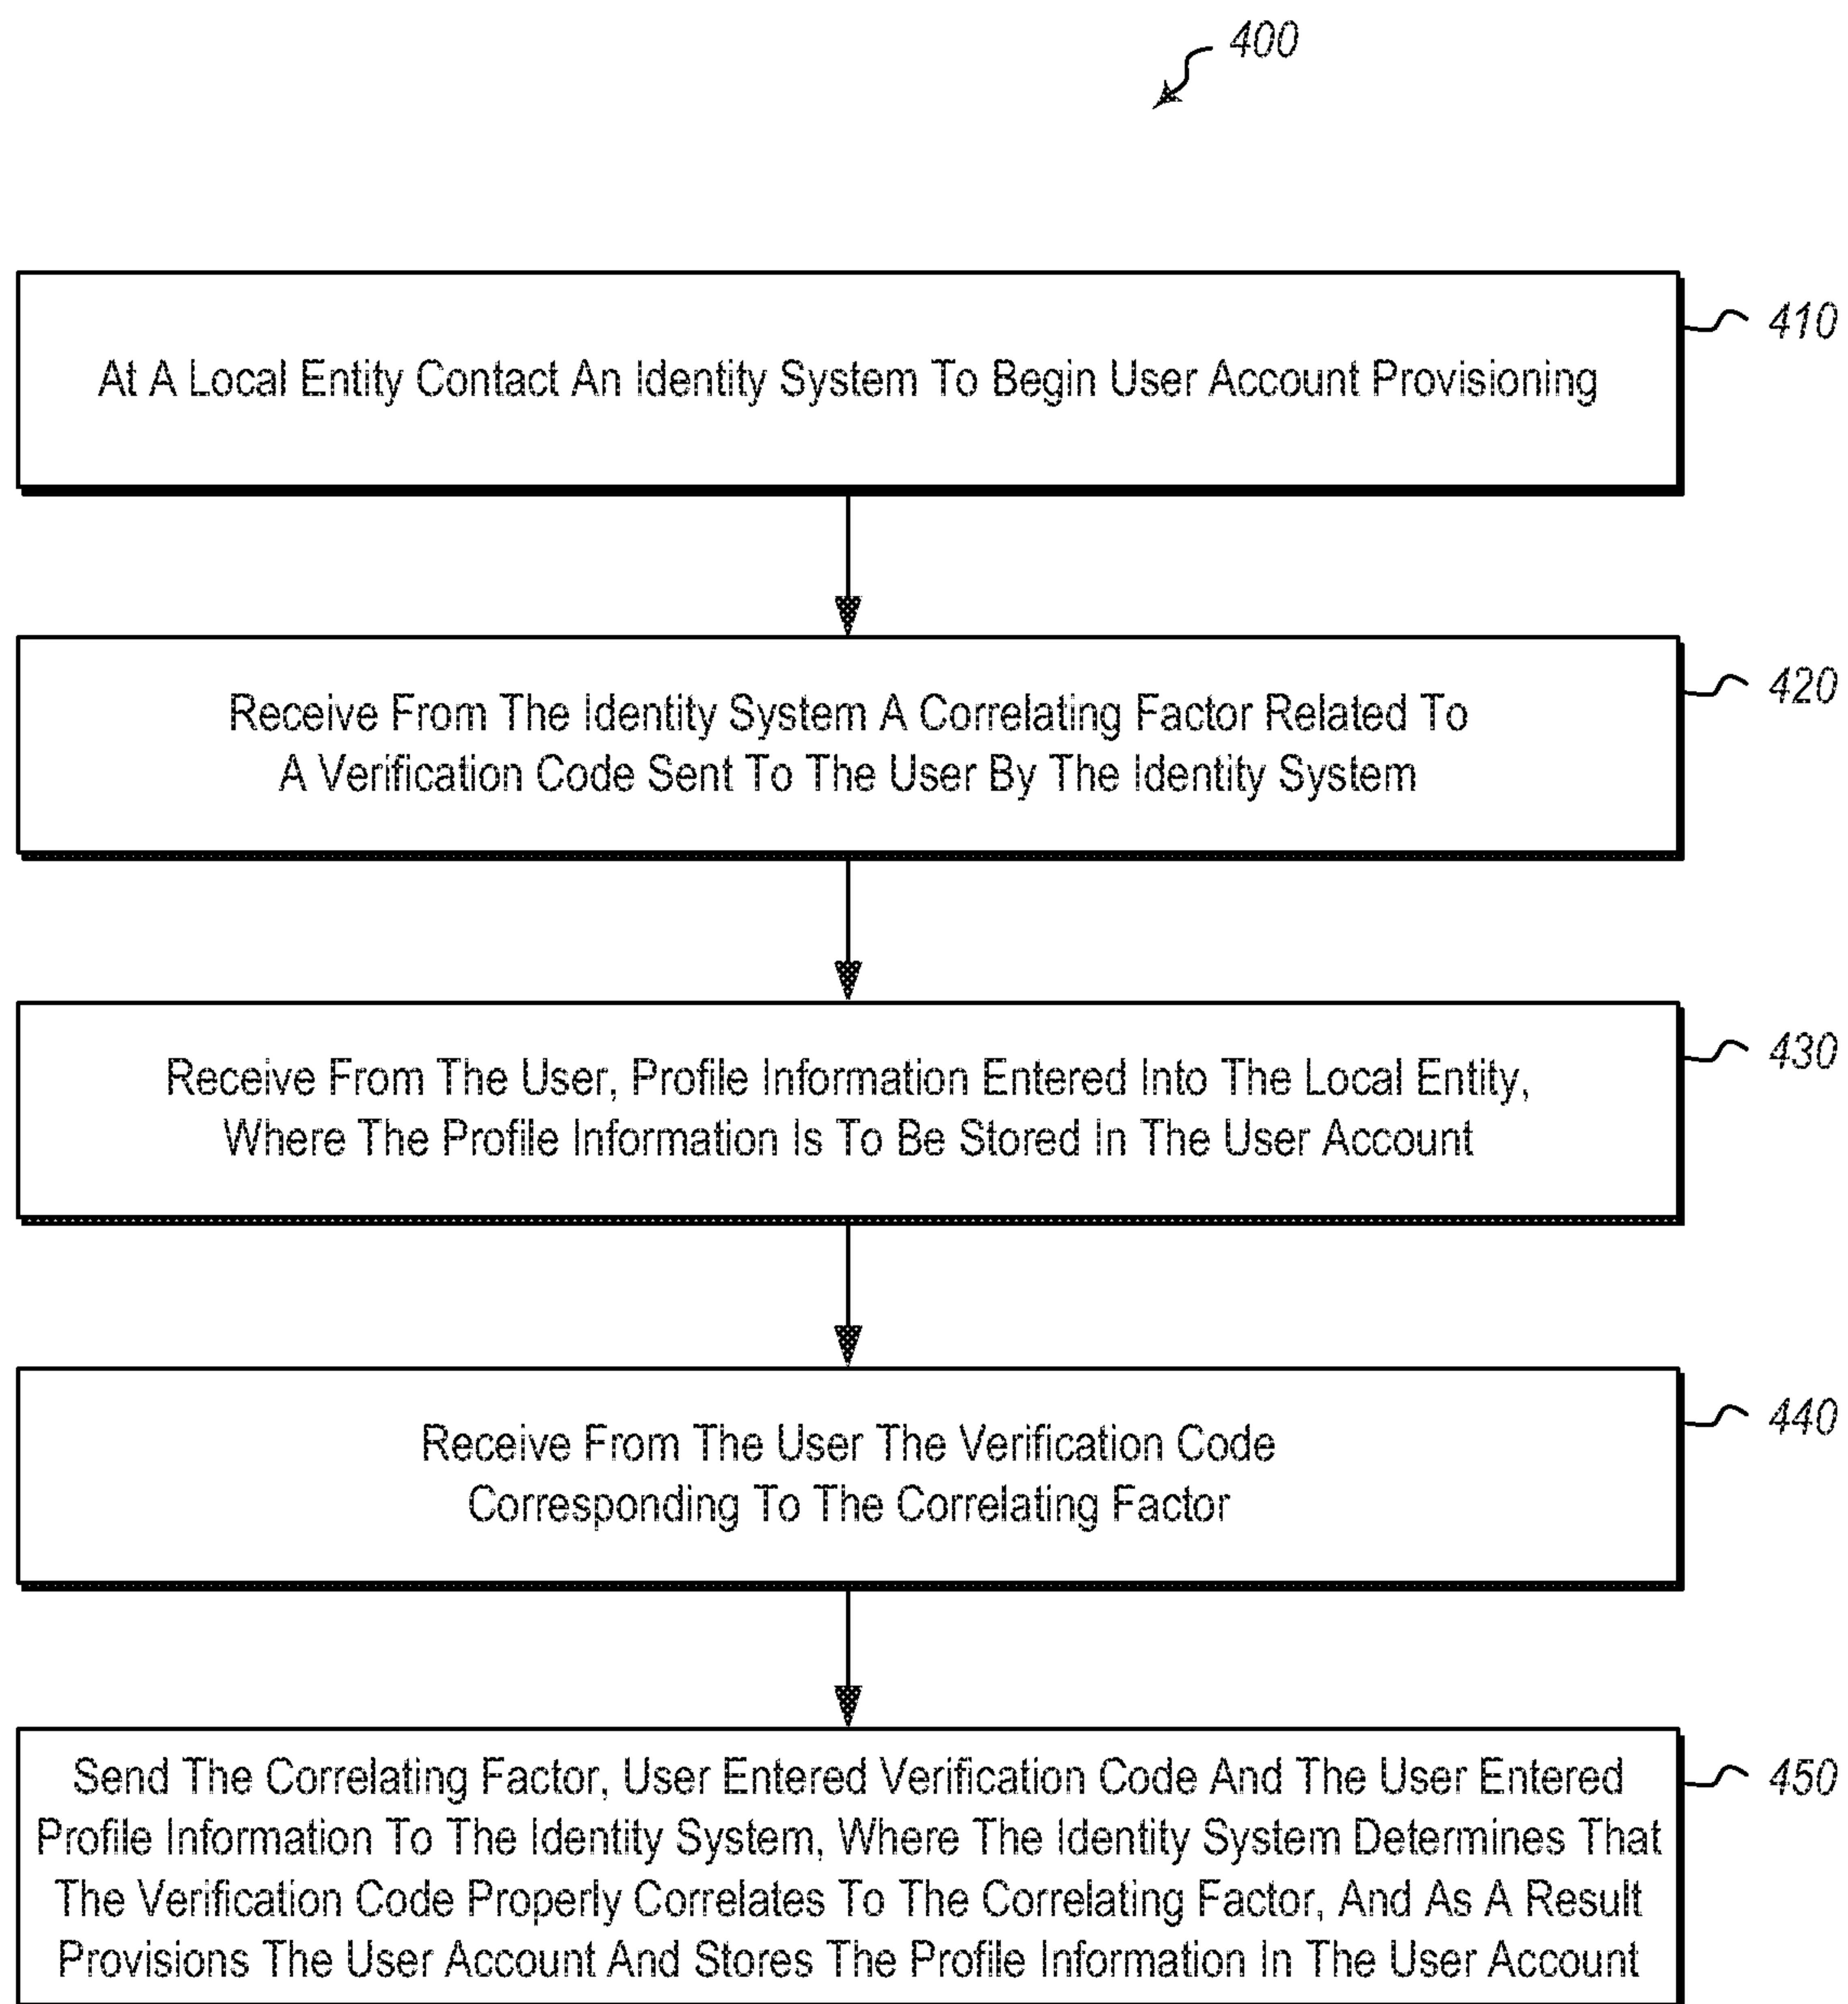 400
At A Local Entity Contact An Identity System To Begin User Account Provisioning
410
Receive From The Identity System A Correlating Factor Related To
A Verification Code Sent To The User By The Identity System
420
Receive From The User, Profile Information Entered Into The Local Entity,
Where The Profile Information Is To Be Stored In The User Account
430
Receive From The User The Verification Code
Corresponding To The Correlating Factor
440
Send The Correlating Factor, User Entered Verification Code And The User Entered
Profile Information To The Identity System, Where The Identity System Determines That
The Verification Code Properly Correlates To The Correlating Factor, And As A Result
Provisions The User Account And Stores The Profile Information In The User Account
450